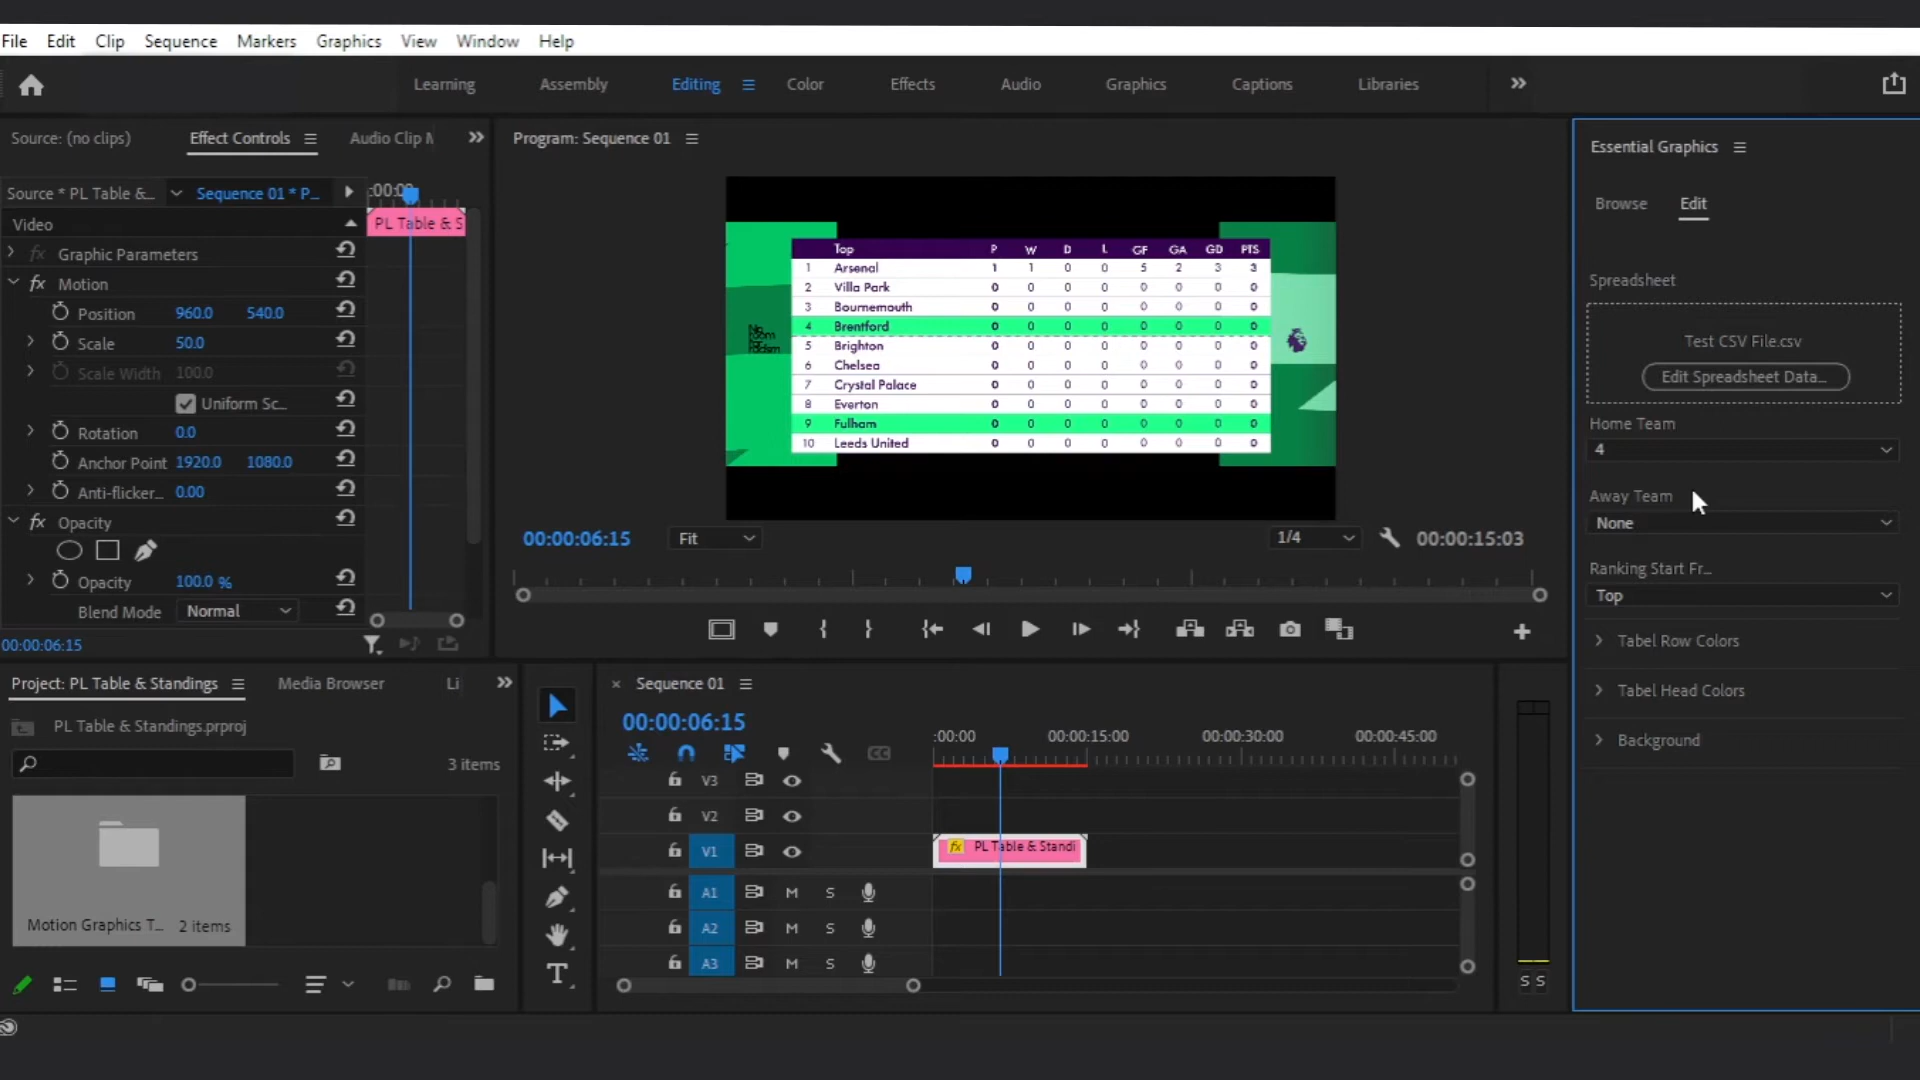 File Edit Clip Sequence Markers Graphics View Window Help
Learning Assembly Editing Color Effects Audio Graphics Captions Libraries
Source: (no clips) Effect Controls Audio Clip M
Source * PL Table &... Sequence 01 * P... :00:00
Video PL Table & S
fx Graphic Parameters
fx Motion
Position 960.0 540.0
Scale 50.0
Scale Width 100.0
Uniform Sc...
Rotation 0.0
Anchor Point 1920.0 1080.0
Anti-flicker... 0.00
fx Opacity
Opacity 100.0 %
Blend Mode Normal
00:00:06:15
Program: Sequence 01
Top P W D L GF GA GD PTS
1 Arsenal 1 1 0 0 5 2 3 3
2 Villa Park 0 0 0 0 0 0 0 0
3 Bournemouth 0 0 0 0 0 0 0 0
4 Brentford 0 0 0 0 0 0 0 0
5 Brighton 0 0 0 0 0 0 0 0
6 Chelsea 0 0 0 0 0 0 0 0
7 Crystal Palace 0 0 0 0 0 0 0 0
8 Everton 0 0 0 0 0 0 0 0
9 Fulham 0 0 0 0 0 0 0 0
10 Leeds United 0 0 0 0 0 0 0 0
No
Room
For
Racism
00:00:06:15 Fit 1/4 00:00:15:03
Essential Graphics
Browse Edit
Spreadsheet
Test CSV File.csv
Edit Spreadsheet Data...
Home Team
4
Away Team
None
Ranking Start Fr...
Top
Tabel Row Colors
Tabel Head Colors
Background
Project: PL Table & Standings Media Browser Li
PL Table & Standings.prproj
3 items
Motion Graphics T... 2 items
T
× Sequence 01
00:00:06:15
:00:00 00:00:15:00 00:00:30:00 00:00:45:00
CC
V3
V2
V1 fx PL Table & Standi
A1 M S
A2 M S
A3 M S
S S